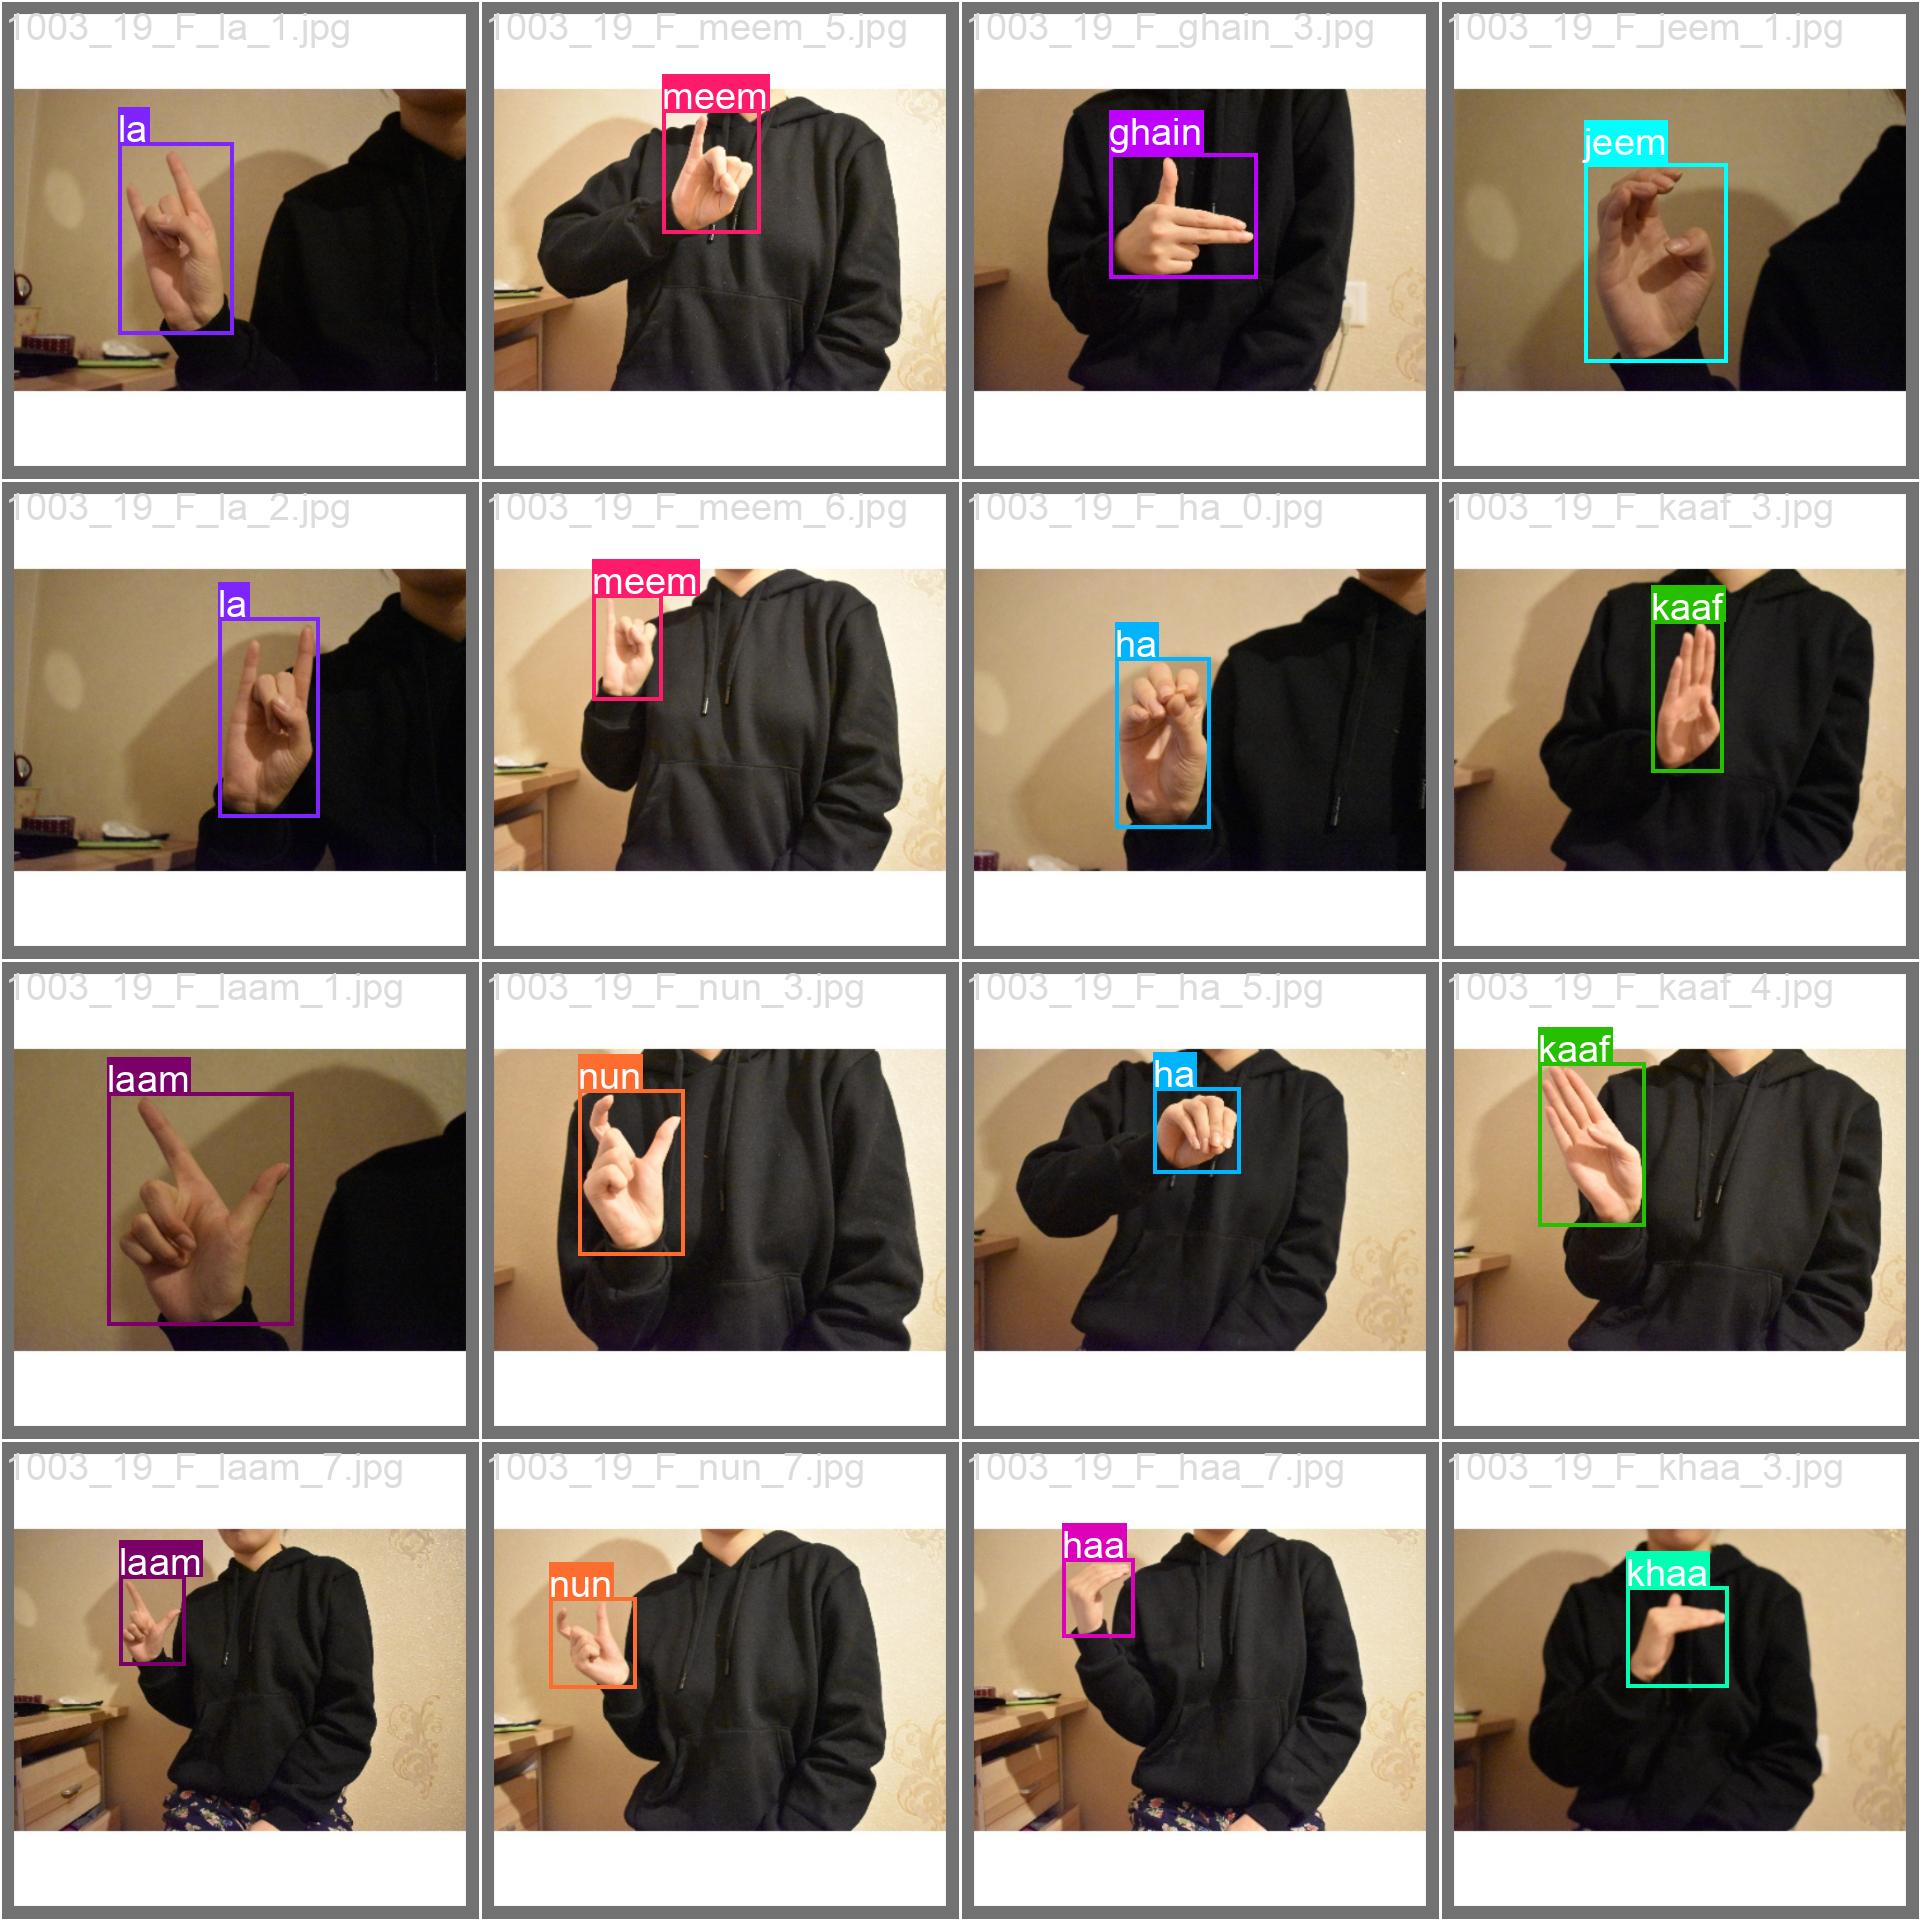 1003_19_F_la_1.jpg
la
1003_19_F_meem_5.jpg
meem
1003_19_F_ghain_3.jpg
ghain
1003_19_F_jeem_1.jpg
jeem
1003_19_F_la_2.jpg
la
1003_19_F_meem_6.jpg
meem
1003_19_F_ha_0.jpg
ha
1003_19_F_kaaf_3.jpg
kaaf
1003_19_F_laam_1.jpg
laam
1003_19_F_nun_3.jpg
nun
1003_19_F_ha_5.jpg
ha
1003_19_F_kaaf_4.jpg
kaaf
1003_19_F_laam_7.jpg
laam
1003_19_F_nun_7.jpg
nun
1003_19_F_haa_7.jpg
haa
1003_19_F_khaa_3.jpg
khaa